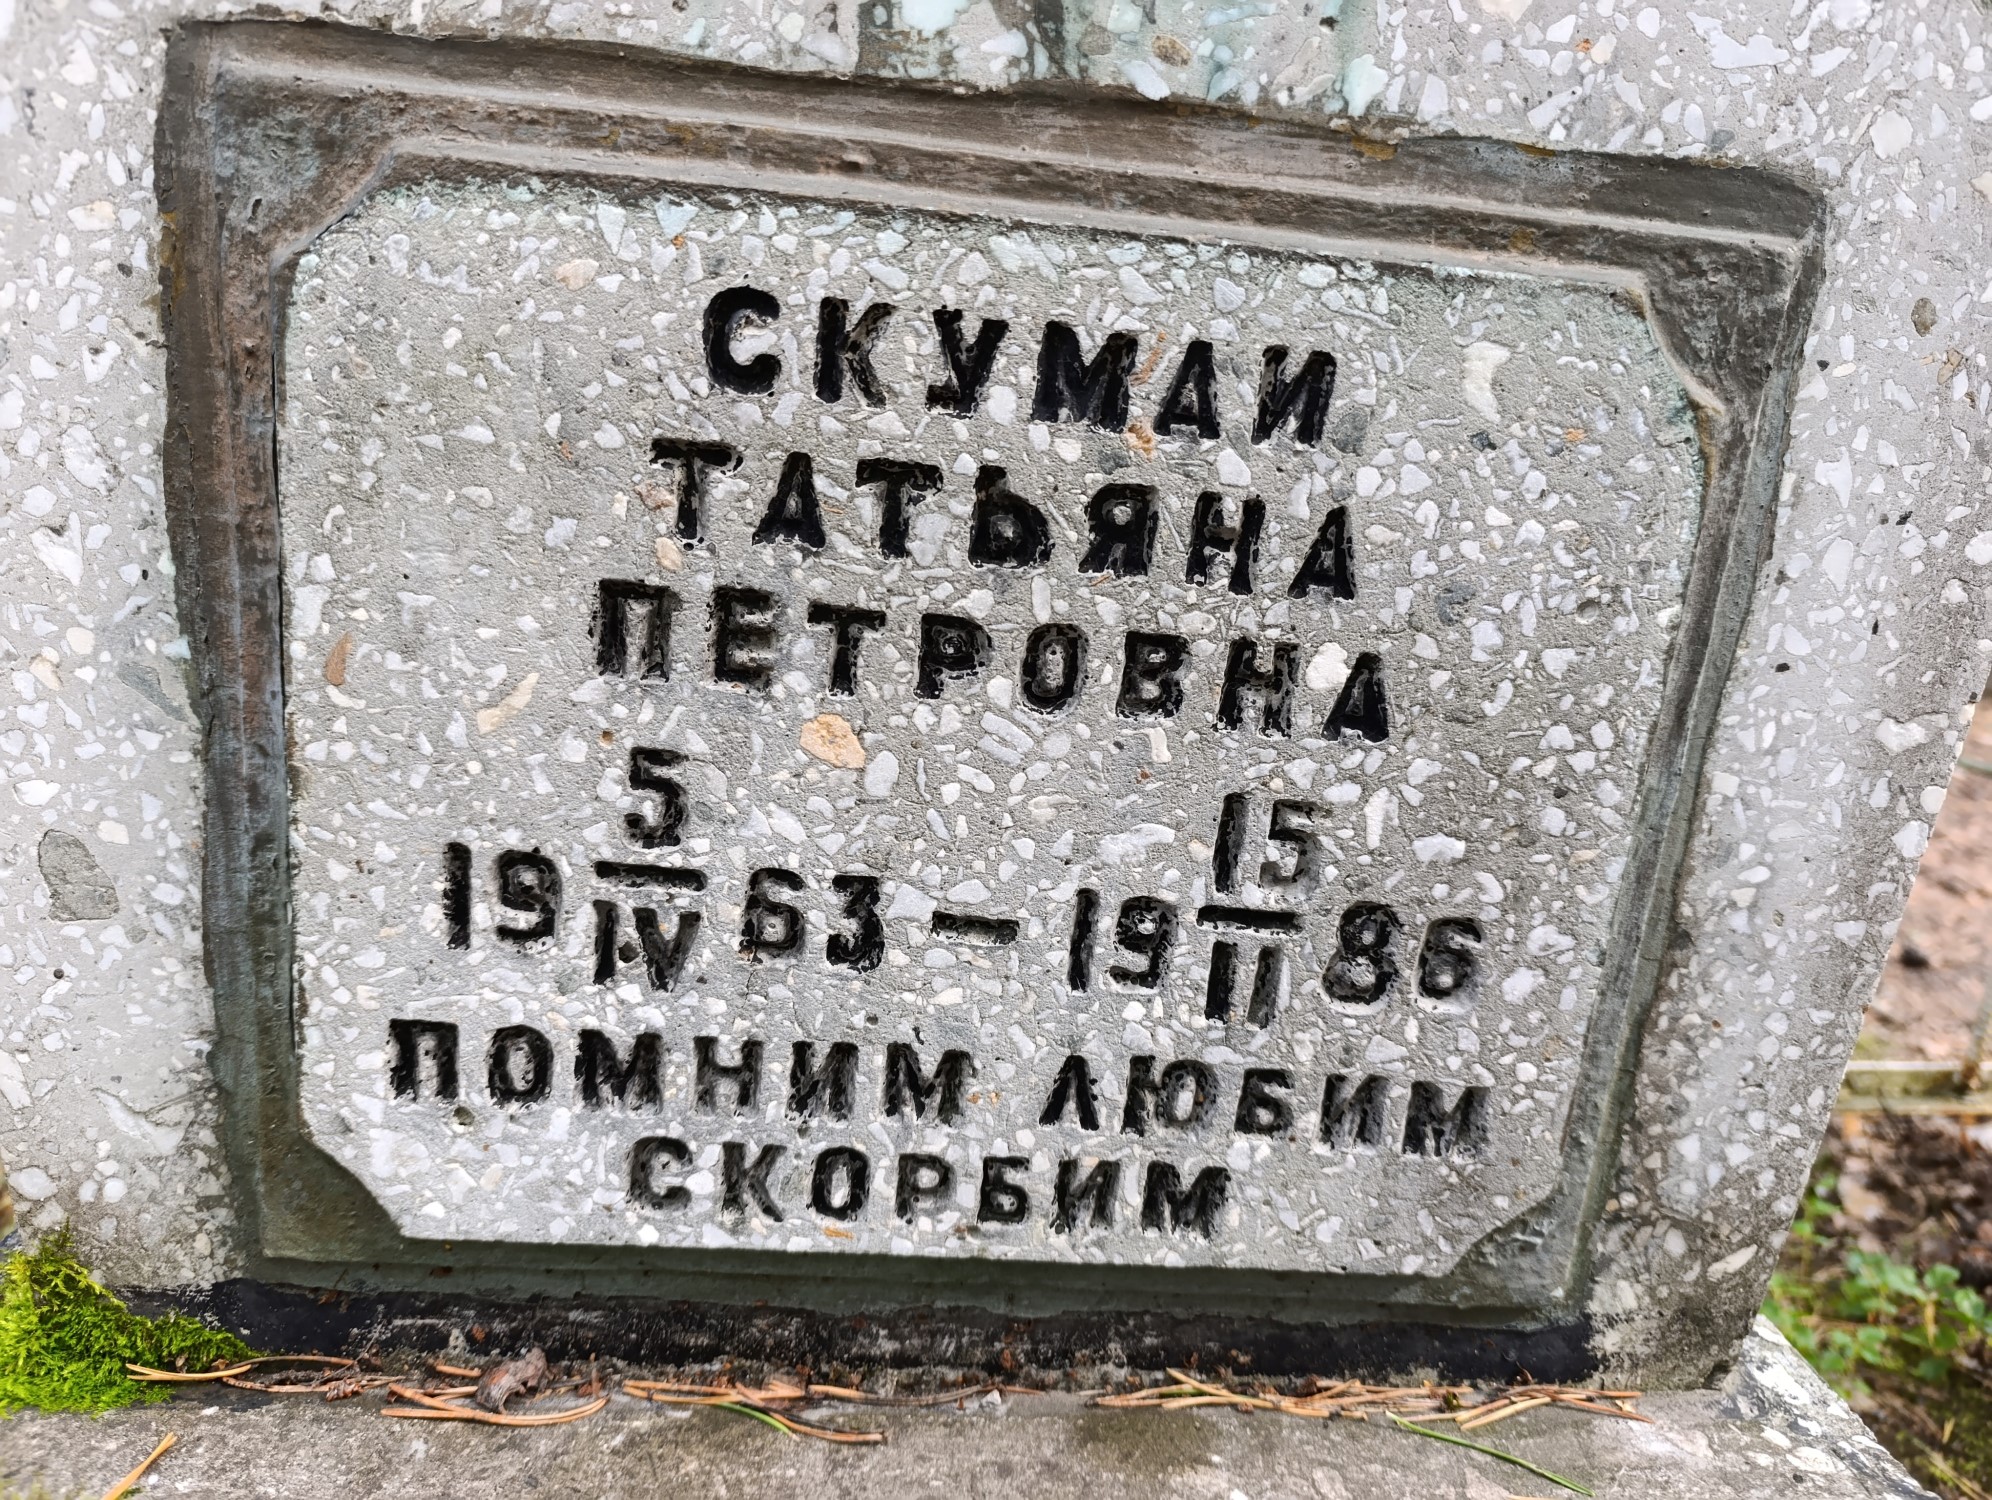 СКУМАИ
ТАТЬЯНА
ПЕТРОВНА
19 5/IV 63 — 19 15/II 86
ПОМНИМ ЛЮБИМ
СКОРБИМ